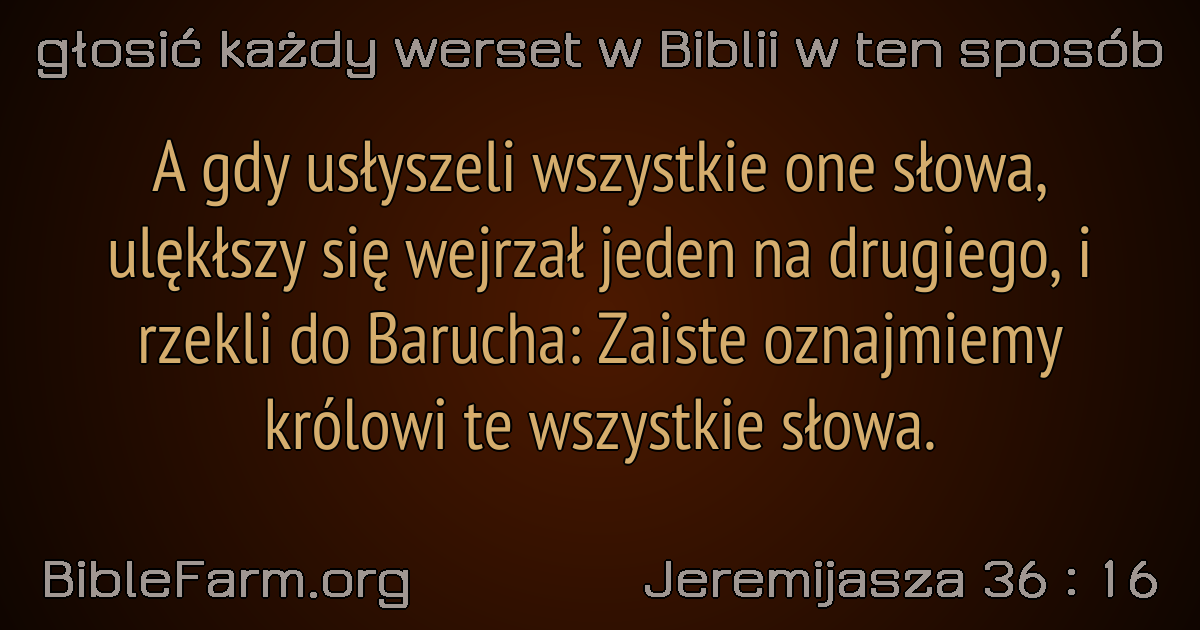 głosić każdy werset w Biblii w ten sposób
A gdy usłyszeli wszystkie one słowa,
ulękłszy się wejrzał jeden na drugiego, i
rzekli do Barucha: Zaiste oznajmiemy
królowi te wszystkie słowa.
BibleFarm.org
Jeremijasza 36 : 16